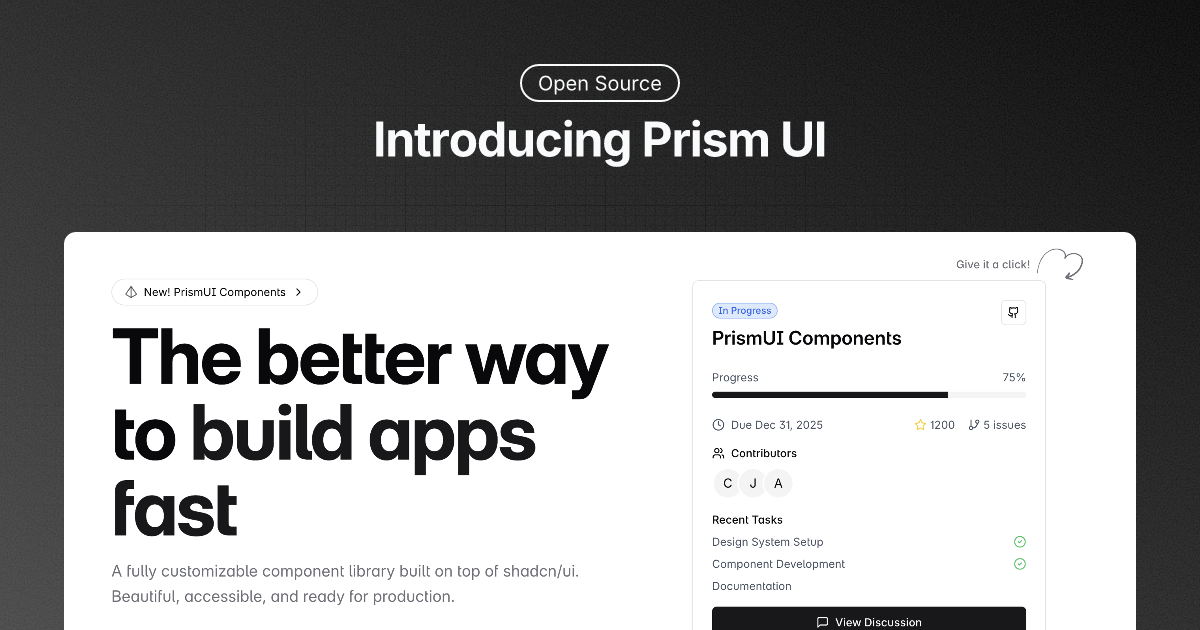 Open Source
Introducing Prism UI
Give it a click!
New! PrismUI Components
The better way
to build apps
fast
A fully customizable component library built on top of shadcn/ui.
Beautiful, accessible, and ready for production.
In Progress
PrismUI Components
Progress 75%
Due Dec 31, 2025 1200 5 issues
Contributors
C J A
Recent Tasks
Design System Setup
Component Development
Documentation
View Discussion